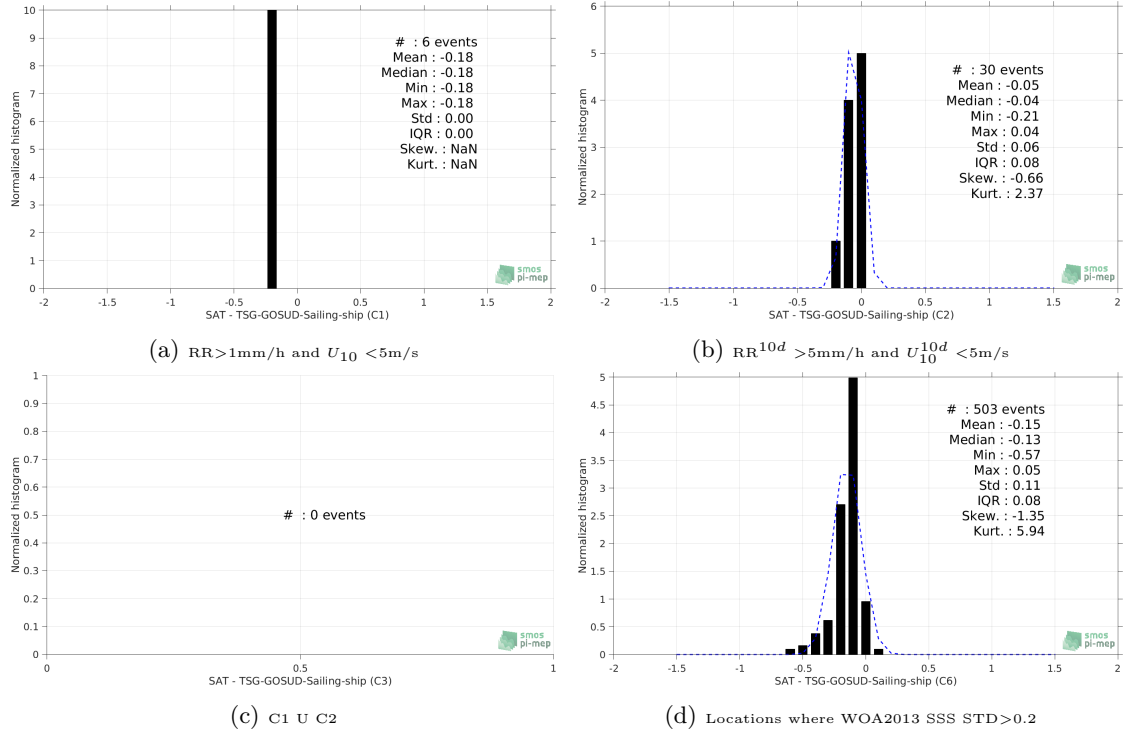 10
9
8
7
6
5
4
3
2
1
0
Normalized histogram
# : 6 events
Mean : -0.18
Median : -0.18
Min : -0.18
Max : -0.18
Std : 0.00
IQR : 0.00
Skew. : NaN
Kurt. : NaN
smos
pi-mep
-2 -1.5 -1 -0.5 0 0.5 1 1.5 2
SAT - TSG-GOSUD-Sailing-ship (C1)
(a) RR>1mm/h and U10 <5m/s
6
5
4
3
2
1
0
Normalized histogram
# : 30 events
Mean : -0.05
Median : -0.04
Min : -0.21
Max : 0.04
Std : 0.06
IQR : 0.08
Skew. : -0.66
Kurt. : 2.37
smos
pi-mep
-2 -1.5 -1 -0.5 0 0.5 1 1.5 2
SAT - TSG-GOSUD-Sailing-ship (C2)
(b) RR10d >5mm/h and U10d10 <5m/s
1
0.9
0.8
0.7
0.6
0.5
0.4
0.3
0.2
0.1
0
Normalized histogram
# : 0 events
smos
pi-mep
0 0.5 1
SAT - TSG-GOSUD-Sailing-ship (C3)
(c) C1 U C2
5
4.5
4
3.5
3
2.5
2
1.5
1
0.5
0
Normalized histogram
# : 503 events
Mean : -0.15
Median : -0.13
Min : -0.57
Max : 0.05
Std : 0.11
IQR : 0.08
Skew. : -1.35
Kurt. : 5.94
smos
pi-mep
-2 -1.5 -1 -0.5 0 0.5 1 1.5 2
SAT - TSG-GOSUD-Sailing-ship (C6)
(d) Locations where WOA2013 SSS STD>0.2